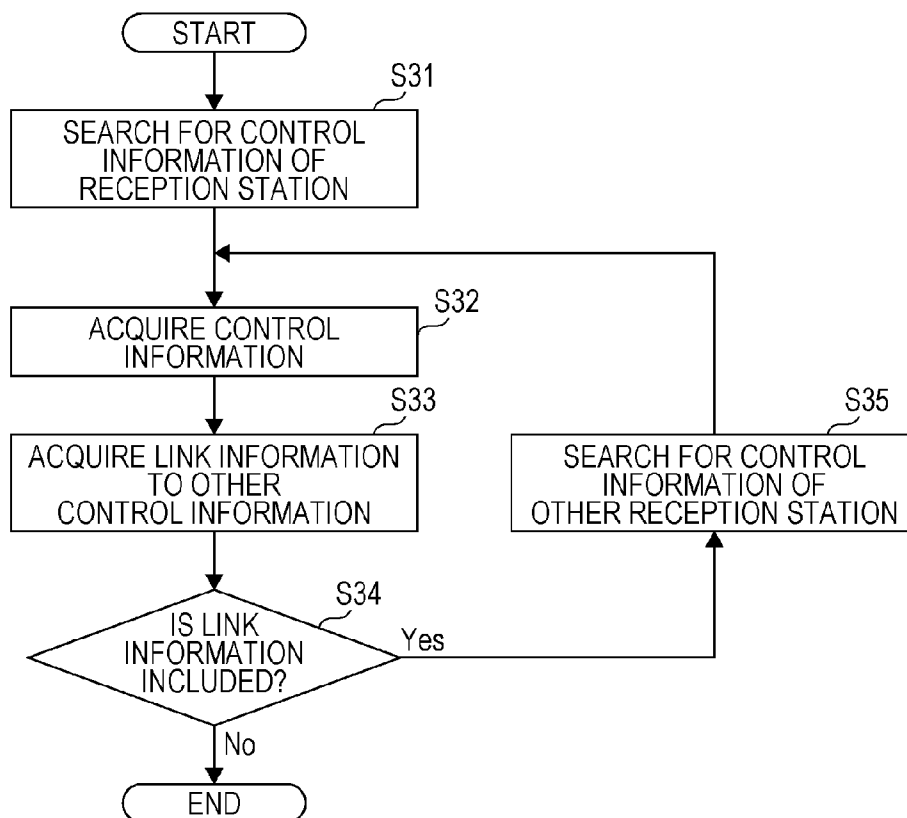 START
S31
SEARCH FOR CONTROL
INFORMATION OF
RECEPTION STATION
S32
ACQUIRE CONTROL
INFORMATION
S33
ACQUIRE LINK INFORMATION
TO OTHER
CONTROL INFORMATION
S35
SEARCH FOR CONTROL
INFORMATION OF
OTHER RECEPTION STATION
S34
IS LINK
INFORMATION
INCLUDED?
Yes
No
END